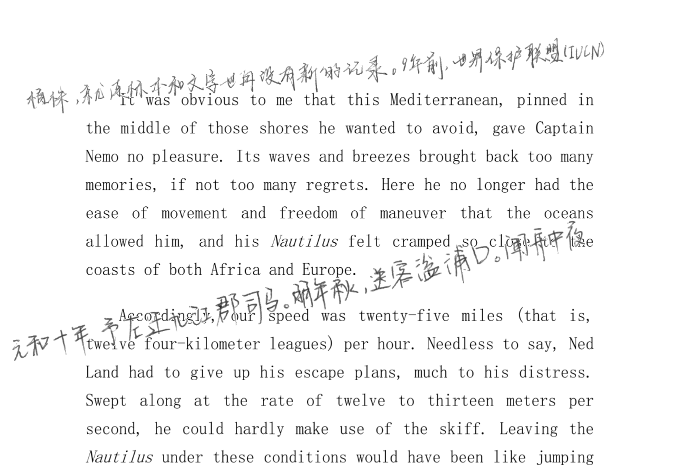 植株，就连标本和文字也再没有新的记录。9年前，世界保护联盟(IUCN)
It was obvious to me that this Mediterranean, pinned in
the middle of those shores he wanted to avoid, gave Captain
Nemo no pleasure. Its waves and breezes brought back too many
memories, if not too many regrets. Here he no longer had the
ease of movement and freedom of maneuver that the oceans
allowed him, and his Nautilus felt cramped so close to the
coasts of both Africa and Europe.
元和十年，予左迁九江郡司马。明年秋，送客湓浦口。闻舟中夜
Accordingly, our speed was twenty-five miles (that is,
twelve four-kilometer leagues) per hour. Needless to say, Ned
Land had to give up his escape plans, much to his distress.
Swept along at the rate of twelve to thirteen meters per
second, he could hardly make use of the skiff. Leaving the
Nautilus under these conditions would have been like jumping